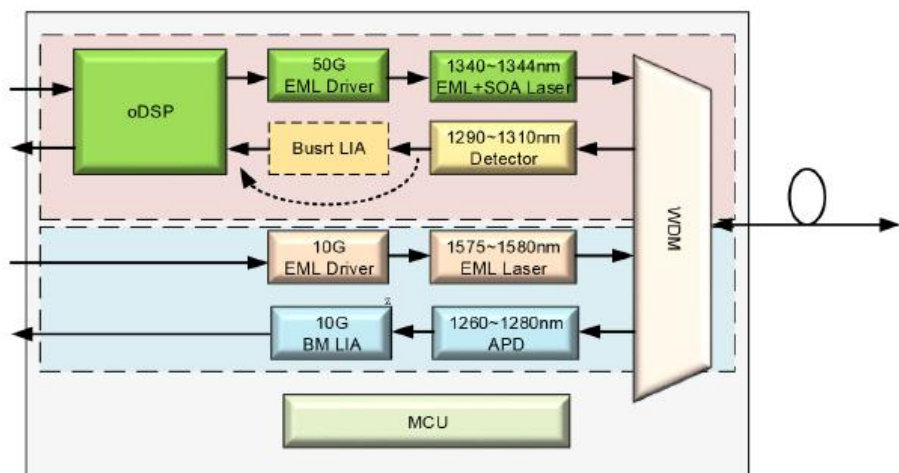 oDSP
50G
EML Driver
1340~1344nm
EML+SOA Laser
Busrt LIA
1290~1310nm
Detector
WDM
10G
EML Driver
1575~1580nm
EML Laser
z
10G
BM LIA
1260~1280nm
APD
MCU